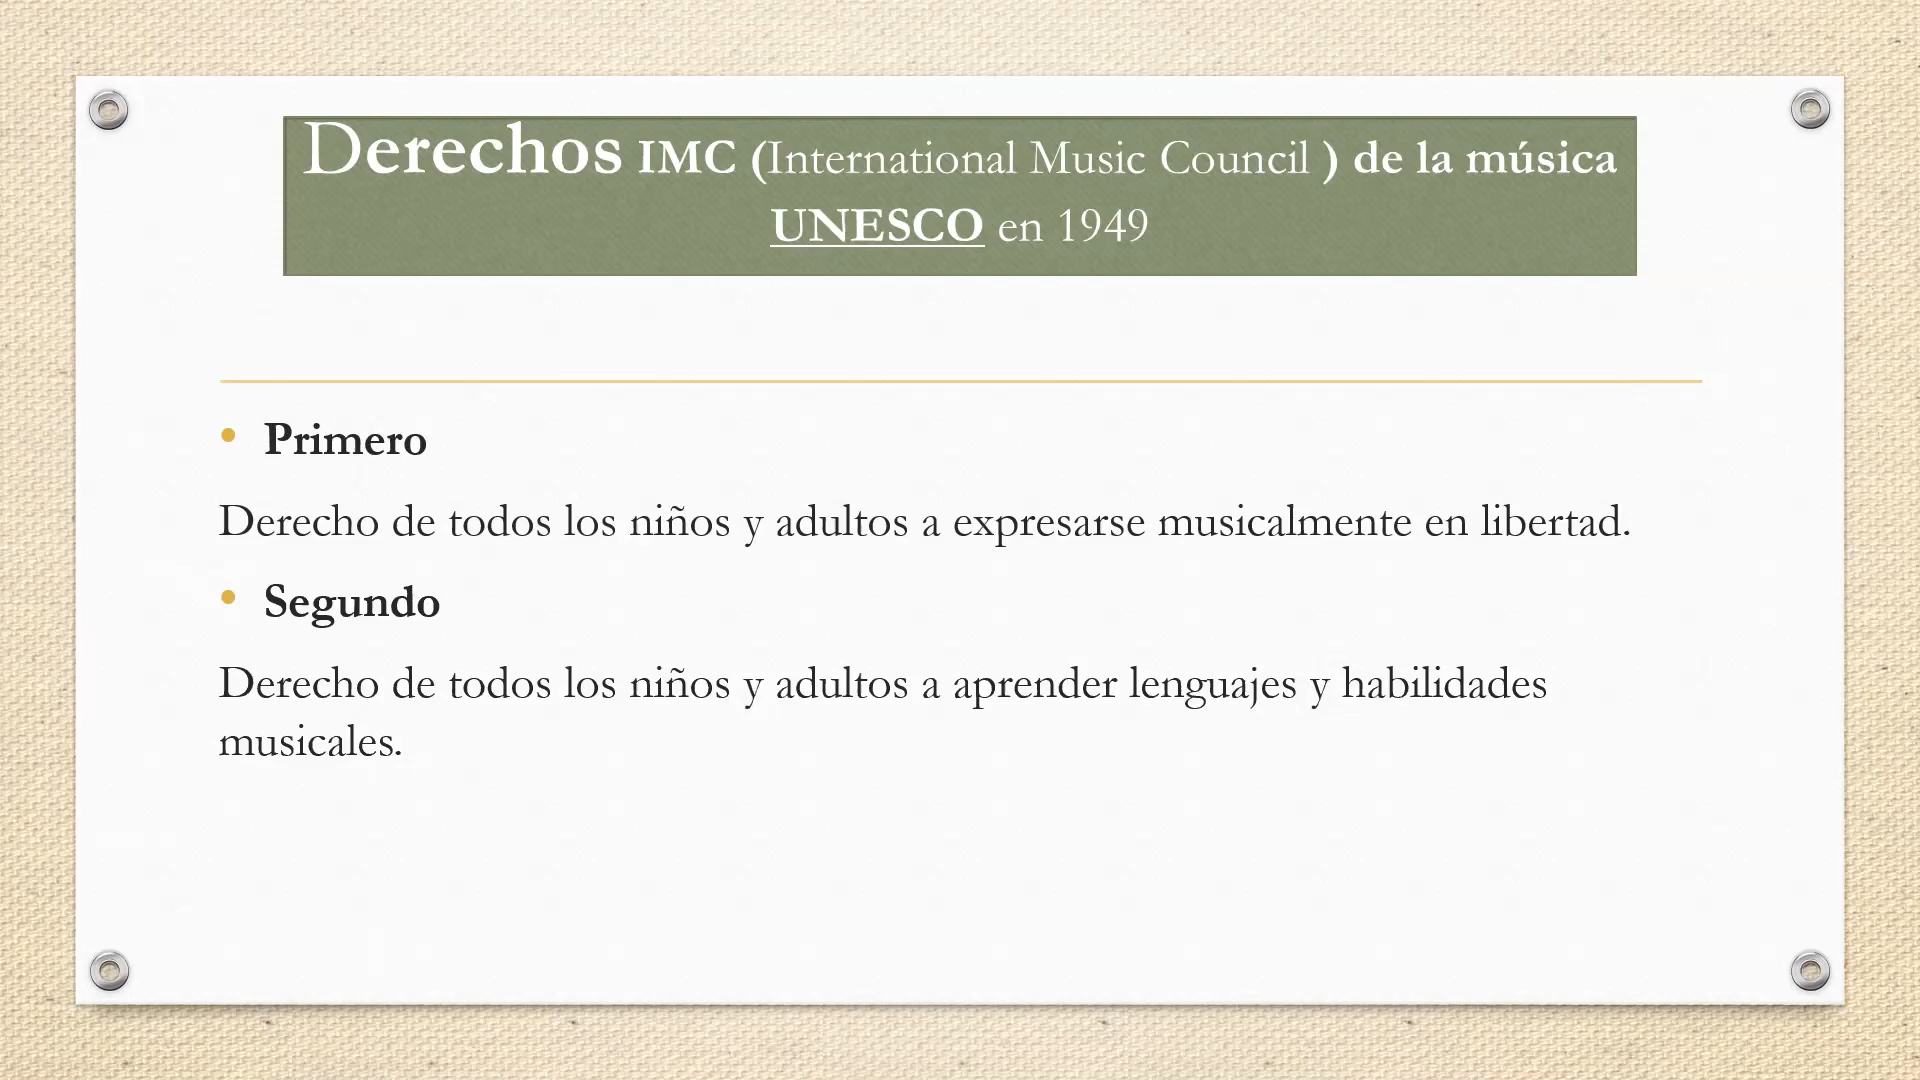 Derechos IMC (International Music Council ) de la música
UNESCO en 1949
• Primero
Derecho de todos los niños y adultos a expresarse musicalmente en libertad.
• Segundo
Derecho de todos los niños y adultos a aprender lenguajes y habilidades
musicales.